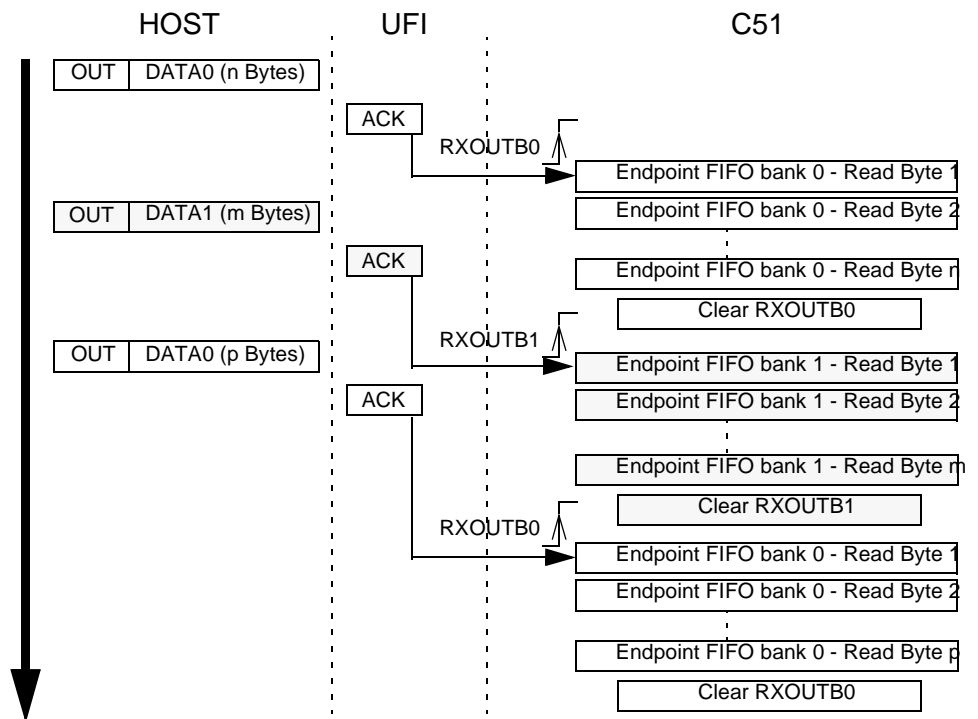 HOST UFI C51
OUT DATA0 (n Bytes)
ACK
RXOUTB0
Endpoint FIFO bank 0 - Read Byte 1
OUT DATA1 (m Bytes)
Endpoint FIFO bank 0 - Read Byte 2
ACK
Endpoint FIFO bank 0 - Read Byte n
Clear RXOUTB0
RXOUTB1
OUT DATA0 (p Bytes)
Endpoint FIFO bank 1 - Read Byte 1
ACK
Endpoint FIFO bank 1 - Read Byte 2
Endpoint FIFO bank 1 - Read Byte m
Clear RXOUTB1
RXOUTB0
Endpoint FIFO bank 0 - Read Byte 1
Endpoint FIFO bank 0 - Read Byte 2
Endpoint FIFO bank 0 - Read Byte p
Clear RXOUTB0